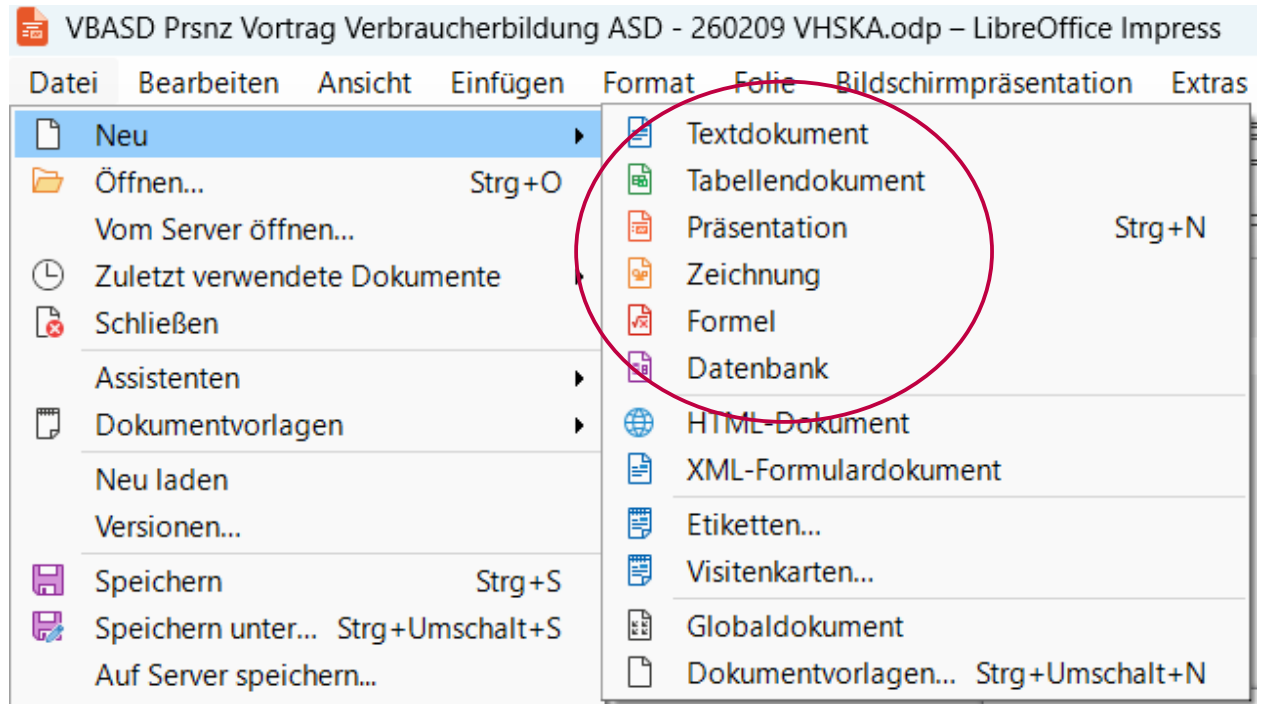 VBASD Prsnz Vortrag Verbraucherbildung ASD - 260209 VHSKA.odp – LibreOffice Impress
Datei Bearbeiten Ansicht Einfügen Format Folie Bildschirmpräsentation Extras
Neu
Öffnen... Strg+O
Vom Server öffnen...
Zuletzt verwendete Dokumente
Schließen
Assistenten
Dokumentvorlagen
Neu laden
Versionen...
Speichern Strg+S
Speichern unter... Strg+Umschalt+S
Auf Server speichern...
Textdokument
Tabellendokument
Präsentation Strg+N
Zeichnung
Formel
Datenbank
HTML-Dokument
XML-Formulardokument
Etiketten...
Visitenkarten...
Globaldokument
Dokumentvorlagen... Strg+Umschalt+N